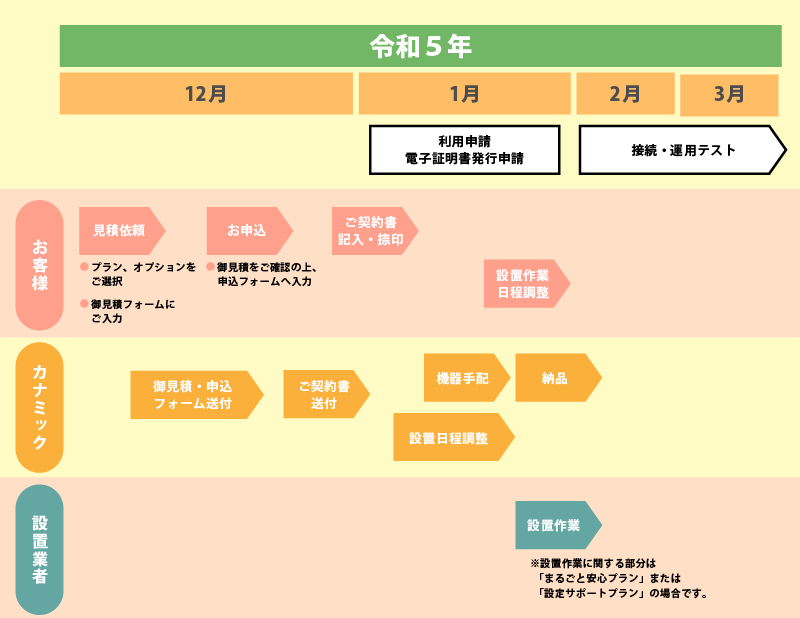 令和５年
12月
1月
2月
3月
利用申請
電子証明書発行申請
接続・運用テスト
お客様
見積依頼
お申込
ご契約書
記入・捺印
プラン、オプションを
ご選択
御見積フォームに
ご入力
御見積をご確認の上、
申込フォームへ入力
設置作業
日程調整
カナミック
御見積・申込
フォーム送付
ご契約書
送付
機器手配
納品
設置日程調整
設置業者
設置作業
※設置作業に関する部分は
「まるごと安心プラン」または
「設定サポートプラン」の場合です。